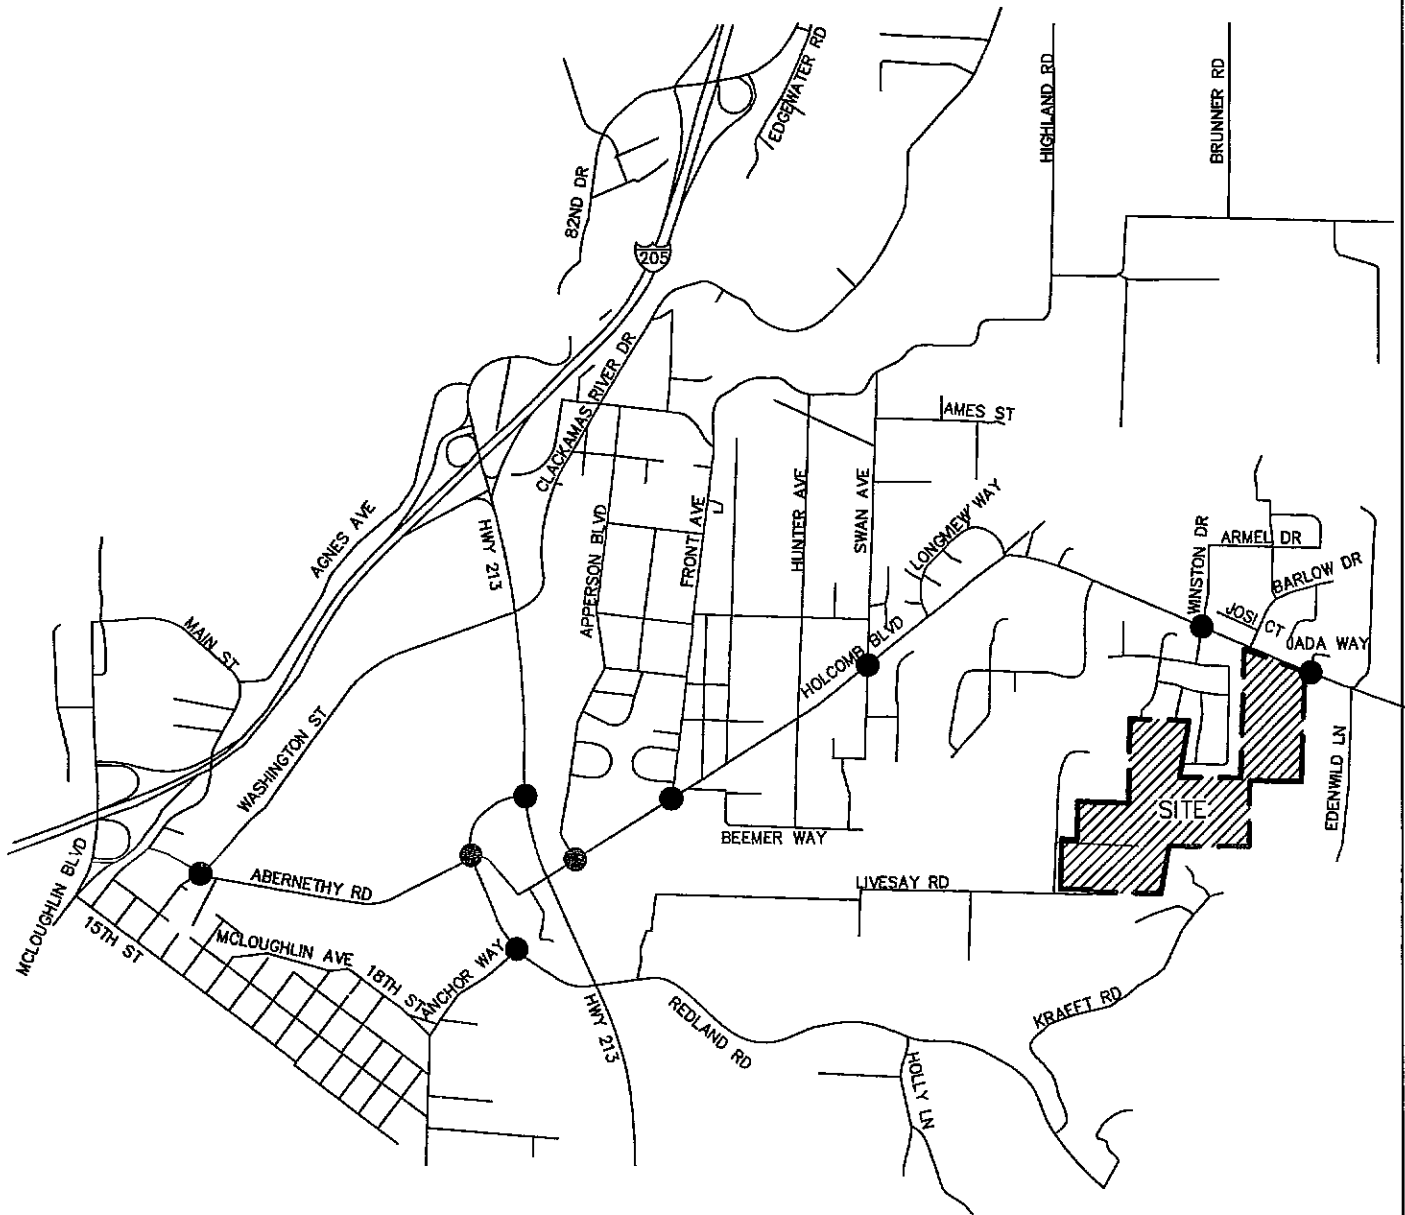 EDGEWATER RD
HIGHLAND RD
BRUNNER RD
82ND DR
205
CLACKAMAS RIVER DR
AMES ST
AGNES AVE
HWY 213
APPERSON BLVD
FRONT AVE
HUNTER AVE
SWAN AVE
LONGVIEW WAY
WINSTON DR
ARMEL DR
BARLOW DR
JOSI CT
JADA WAY
MAIN ST
HOLCOMB BLVD
WASHINGTON ST
EDENWILD LN
SITE
BEEMER WAY
MCLOUGHLIN BLVD
ABERNETHY RD
LIVESAY RD
15TH ST
MCLOUGHLIN AVE
18TH ST
ANCHOR WAY
HWY 213
REDLAND RD
KRAFFT RD
HOLLY LN